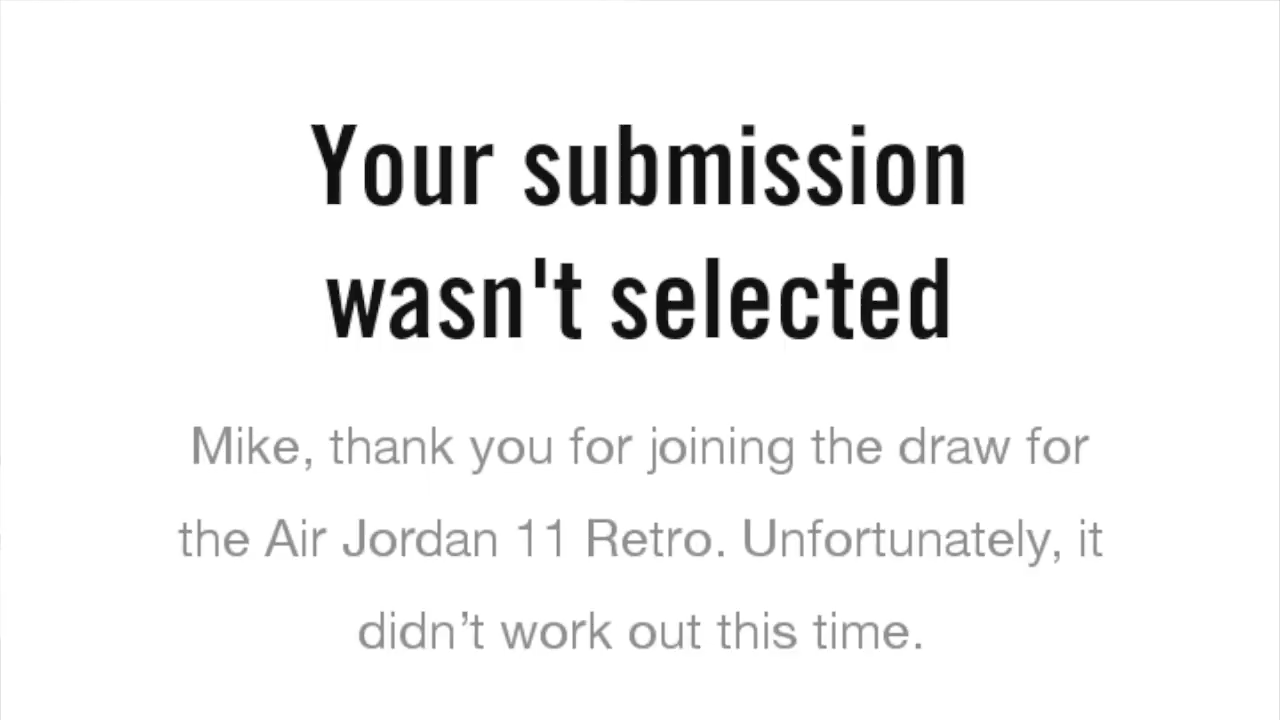 Your submission
wasn't selected
Mike, thank you for joining the draw for
the Air Jordan 11 Retro. Unfortunately, it
didn’t work out this time.